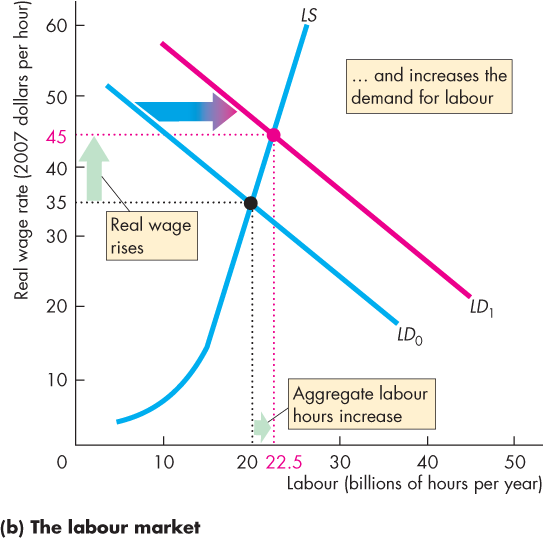 Real wage rate (2007 dollars per hour)
60
50
45
40
35
30
20
10
0
LS
… and increases the
demand for labour
Real wage
rises
LD1
LD0
Aggregate labour
hours increase
10
20
22.5
30
40
50
Labour (billions of hours per year)
(b) The labour market